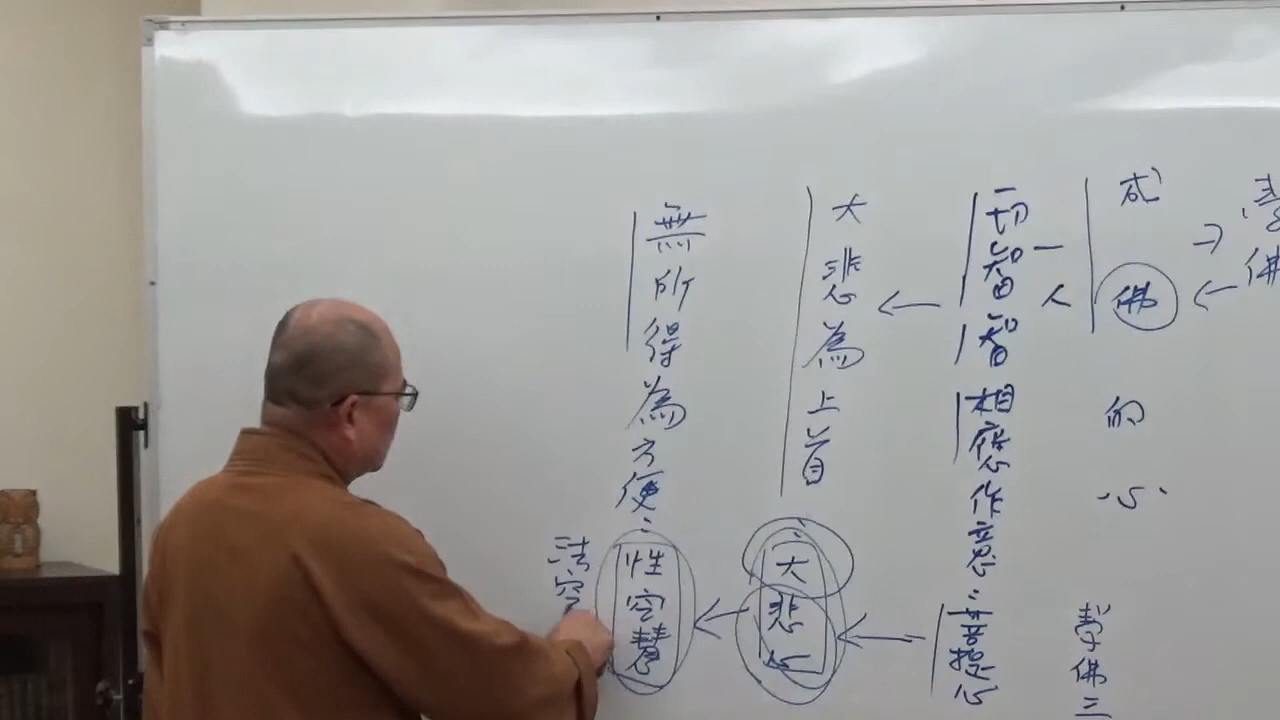 學佛
成佛的心
學佛三
一人
一切智智相應作意：菩提心
大悲為上首：大悲心
無所得為方便：性空慧
法空